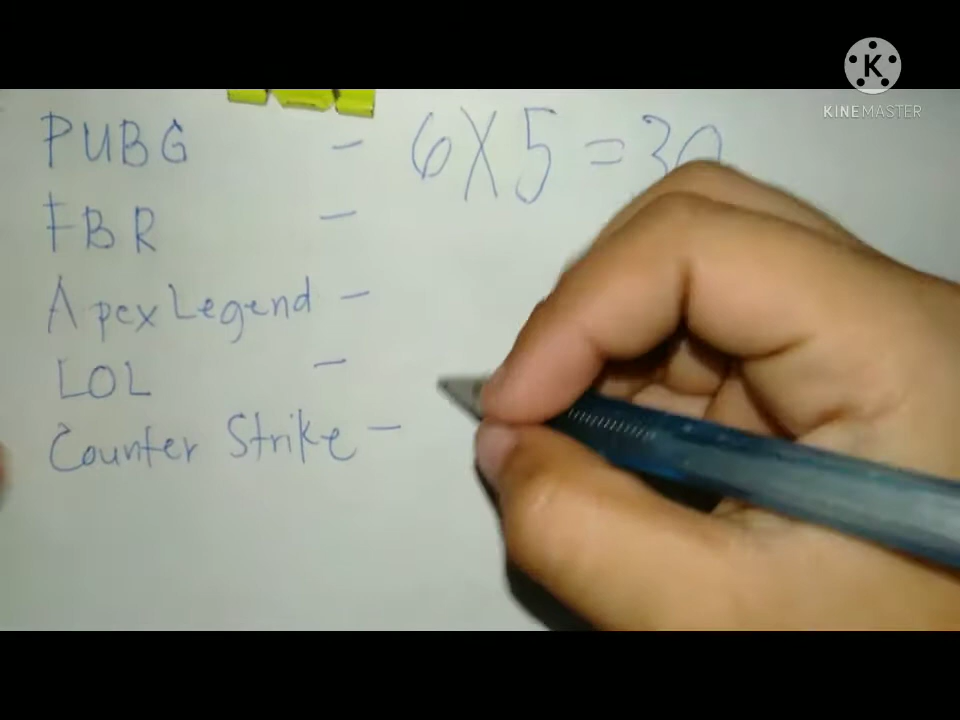 K
KINEMASTER
PUBG - 6X5=30
FBR -
Apex Legend -
LOL -
Counter Strike -